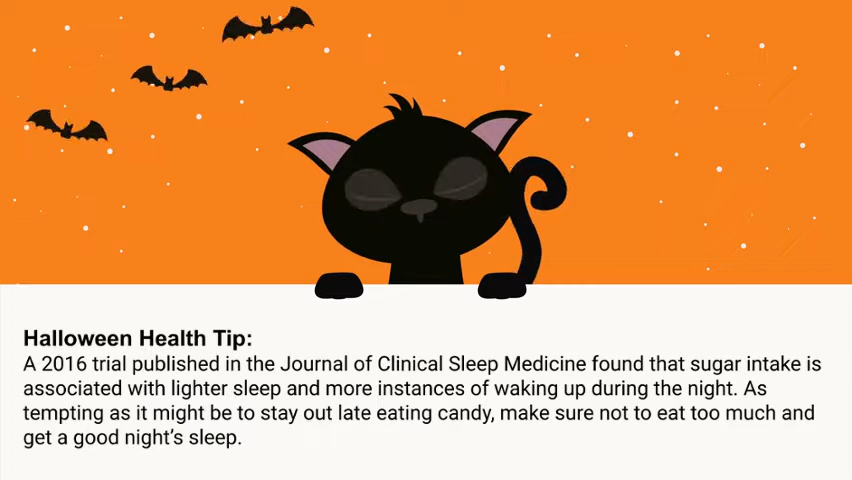 Halloween Health Tip:
A 2016 trial published in the Journal of Clinical Sleep Medicine found that sugar intake is
associated with lighter sleep and more instances of waking up during the night. As
tempting as it might be to stay out late eating candy, make sure not to eat too much and
get a good night’s sleep.